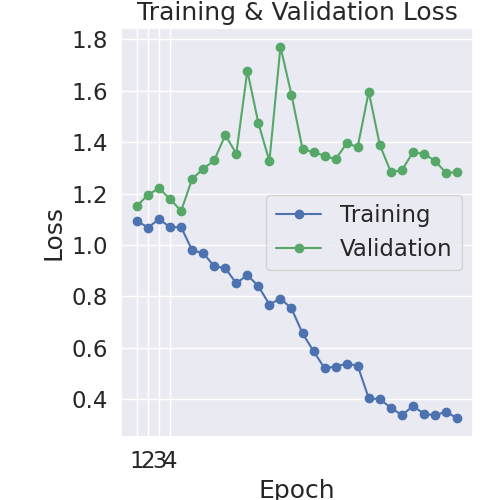 Training & Validation Loss
1.8
1.6
1.4
1.2
1.0
0.8
0.6
0.4
Loss
Training
Validation
1234
Epoch